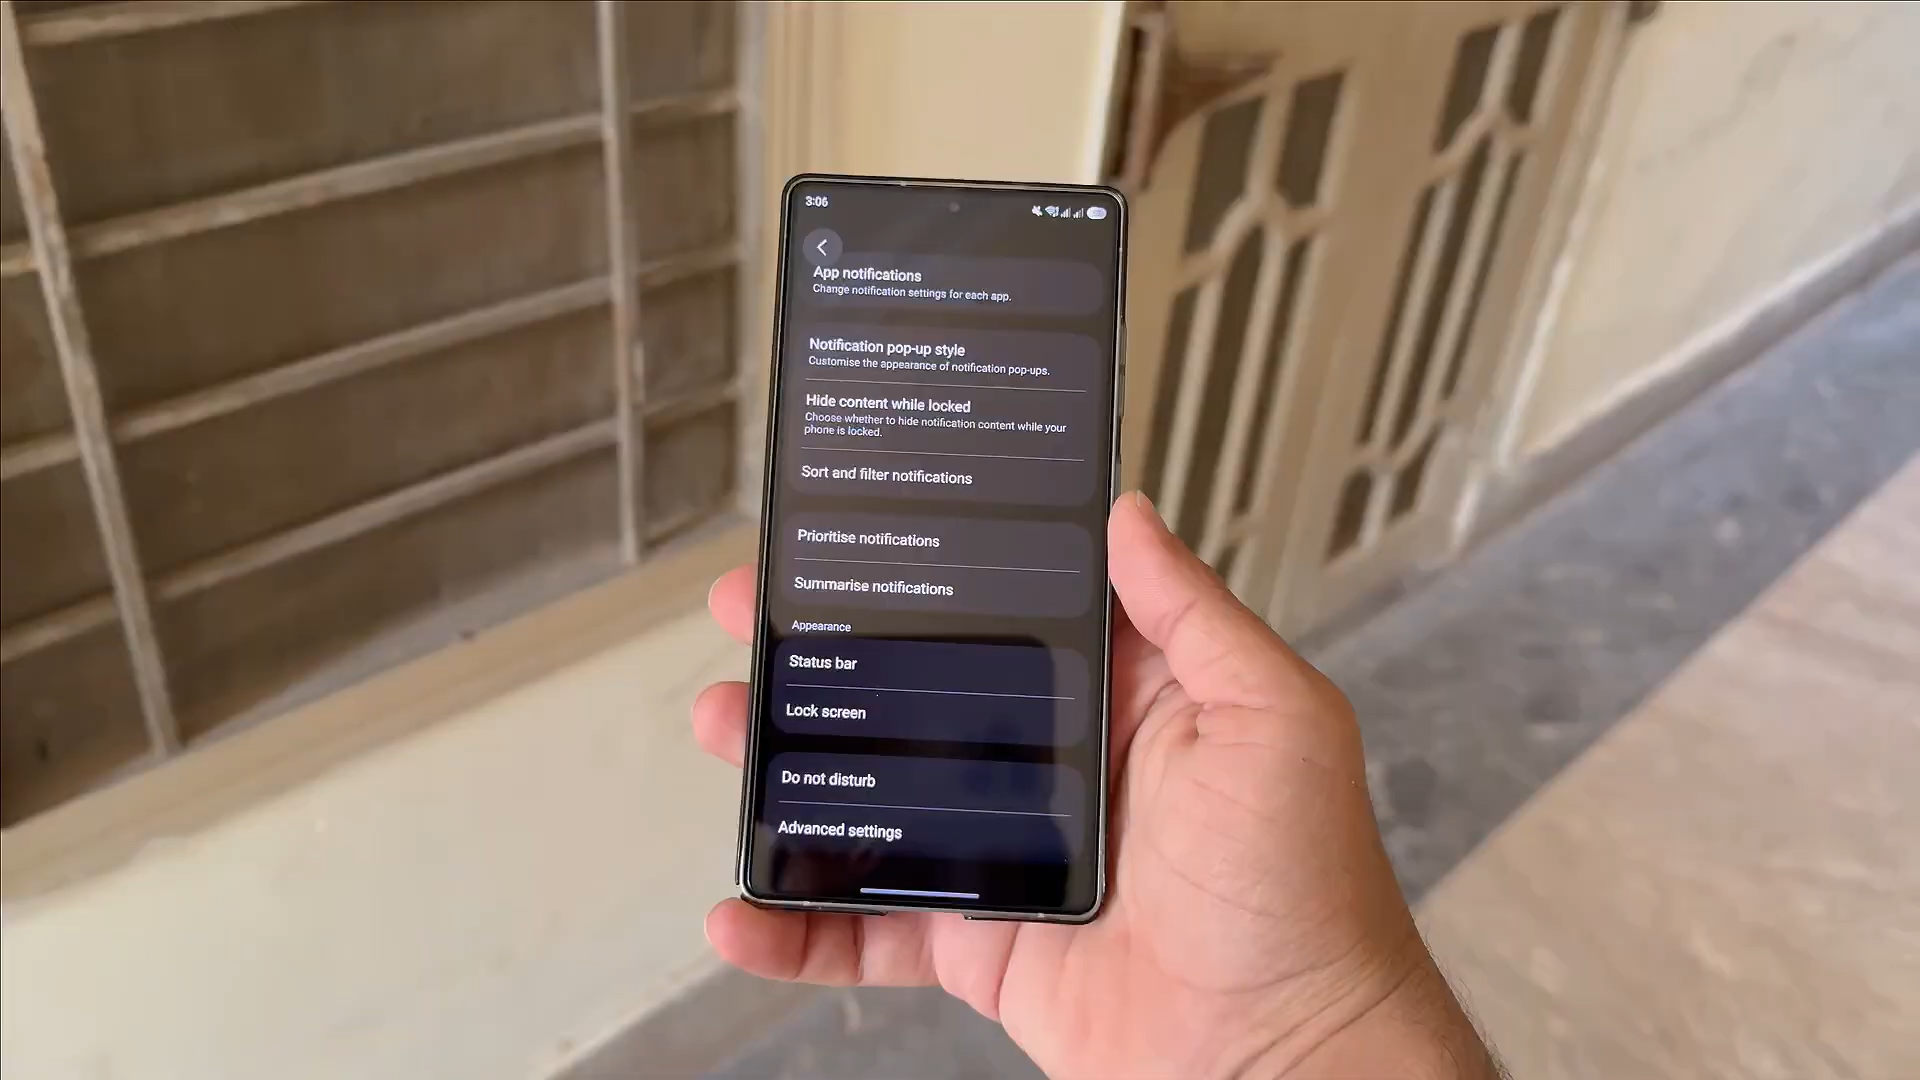 3:06
App notifications
Change notification settings for each app.
Notification pop-up style
Customise the appearance of notification pop-ups.
Hide content while locked
Choose whether to hide notification content while your
phone is locked.
Sort and filter notifications
Prioritise notifications
Summarise notifications
Appearance
Status bar
Lock screen
Do not disturb
Advanced settings